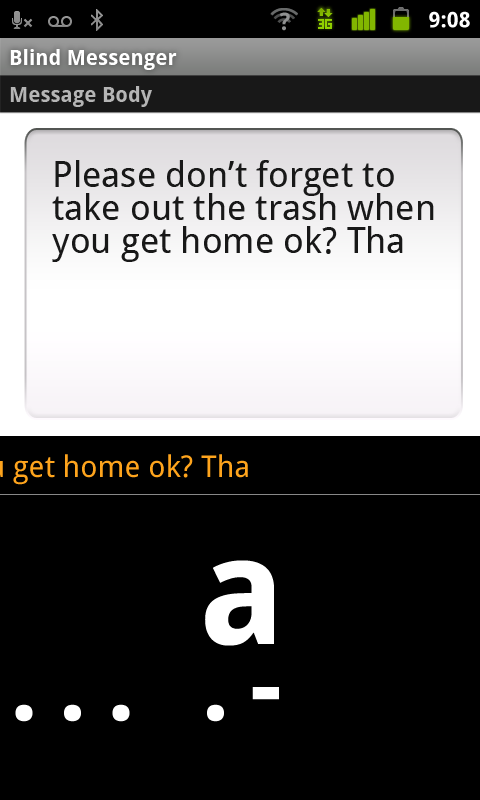 9:08
Blind Messenger
Message Body
Please don’t forget to
take out the trash when
you get home ok? Tha
get home ok? Tha
a
... .-